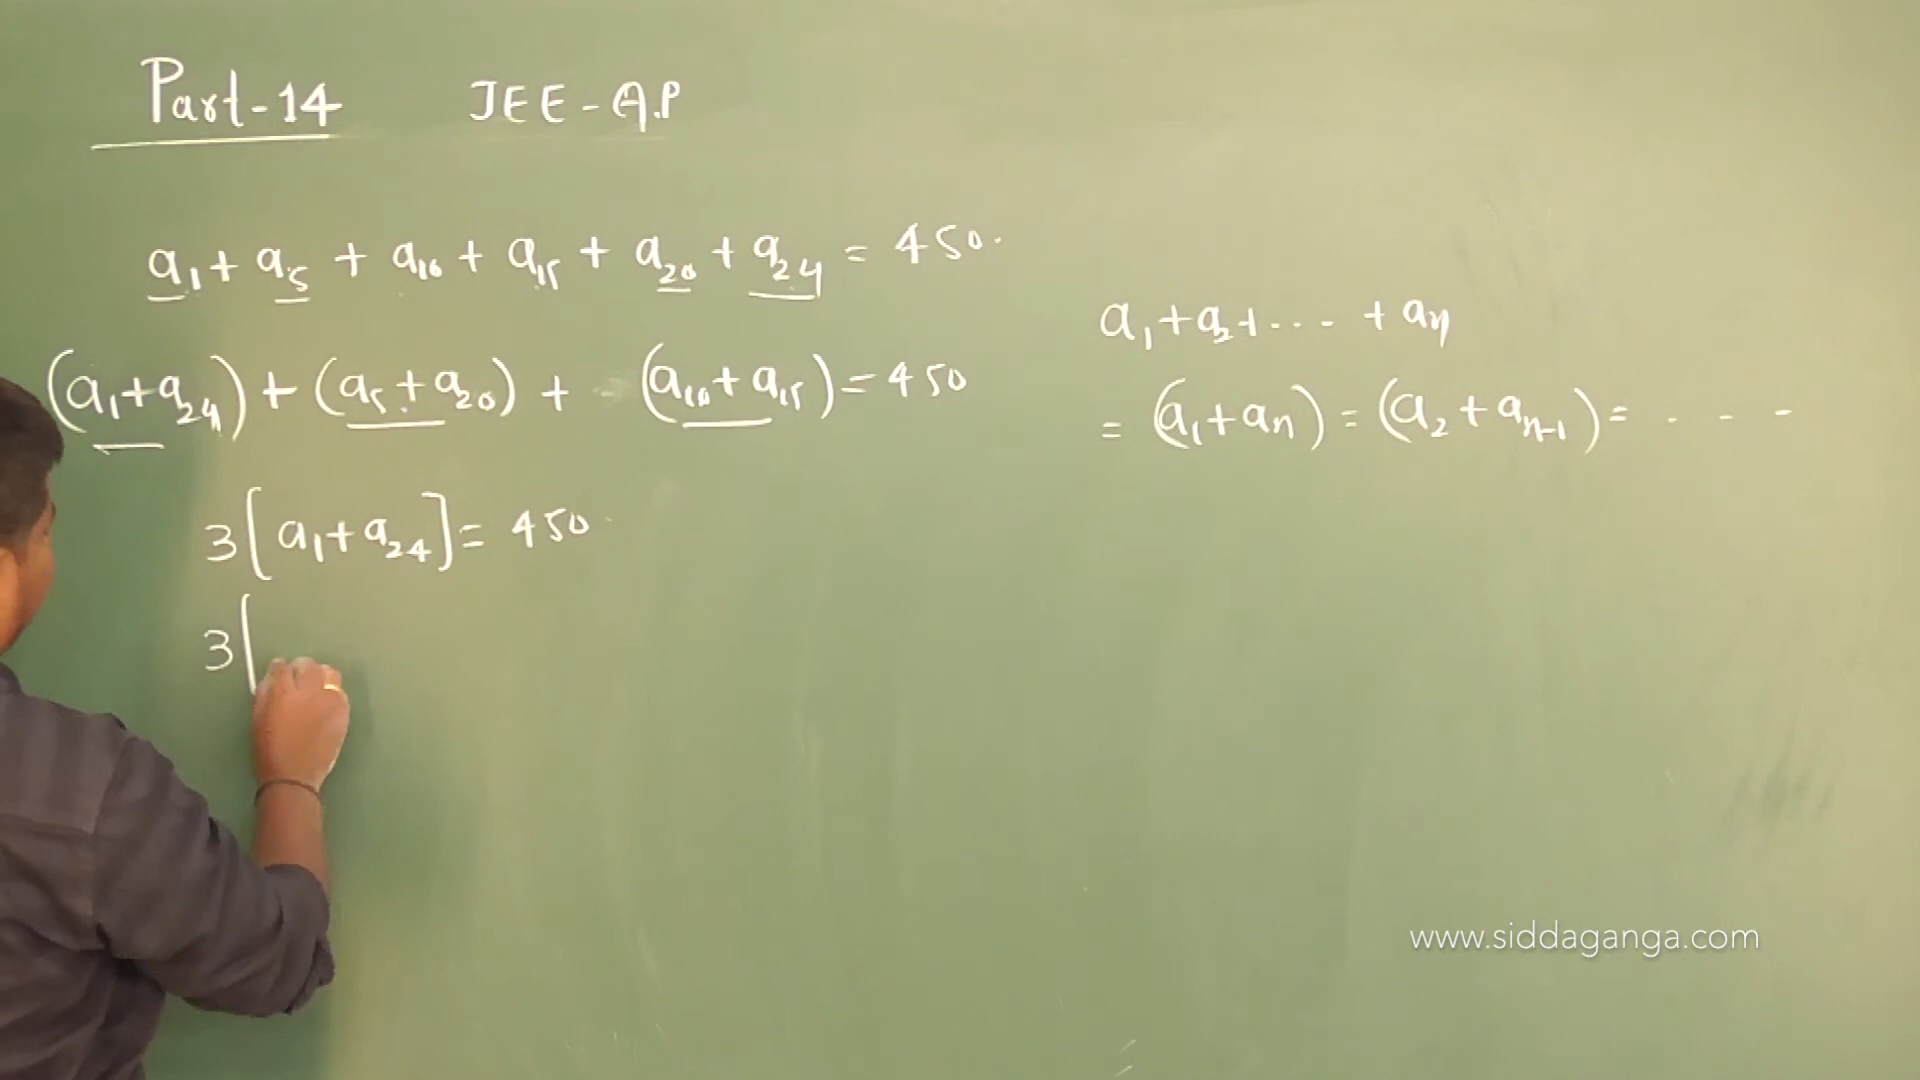 Part-14 JEE-A.P
a₁ + a₅ + a₁₀ + a₁₅ + a₂₀ + a₂₄ = 450.
(a₁+a₂₄) + (a₅+a₂₀) + (a₁₀+a₁₅) = 450
3[a₁+a₂₄] = 450.
3[
a₁+a₂+... + aₙ
= (a₁+aₙ) = (a₂+aₙ₋₁) = . - -
www.siddaganga.com